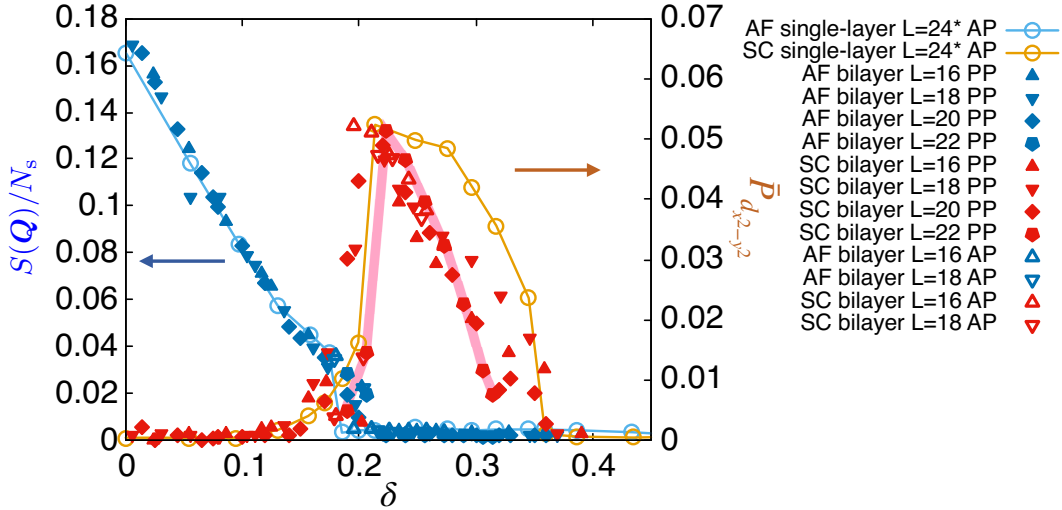 0.18
0.16
0.14
0.12
0.1
0.08
0.06
0.04
0.02
0
S(Q)/Nₛ
0
0.1
0.2
0.3
0.4
δ
0.07
0.06
0.05
0.04
0.03
0.02
0.01
0
P̄_{d_{x²−y²}}
AF single-layer L=24* AP
SC single-layer L=24* AP
AF bilayer L=16 PP
AF bilayer L=18 PP
AF bilayer L=20 PP
AF bilayer L=22 PP
SC bilayer L=16 PP
SC bilayer L=18 PP
SC bilayer L=20 PP
SC bilayer L=22 PP
AF bilayer L=16 AP
AF bilayer L=18 AP
SC bilayer L=16 AP
SC bilayer L=18 AP